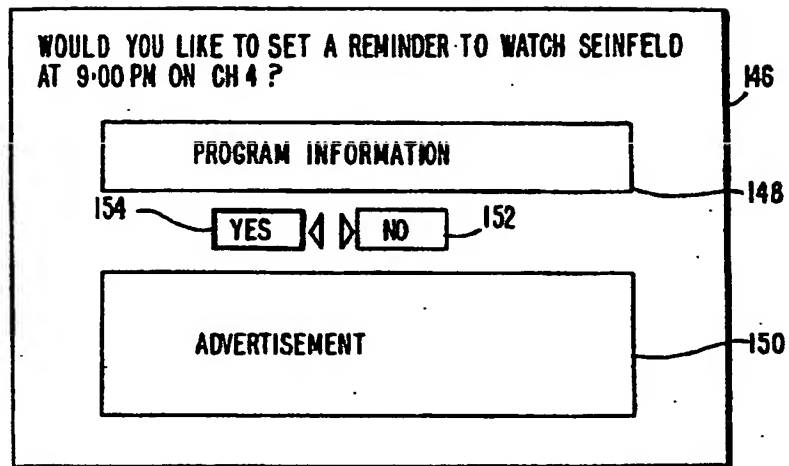 WOULD YOU LIKE TO SET A REMINDER TO WATCH SEINFELD
AT 9:00 PM ON CH 4 ?
146
PROGRAM INFORMATION
148
154
YES
NO
152
ADVERTISEMENT
150